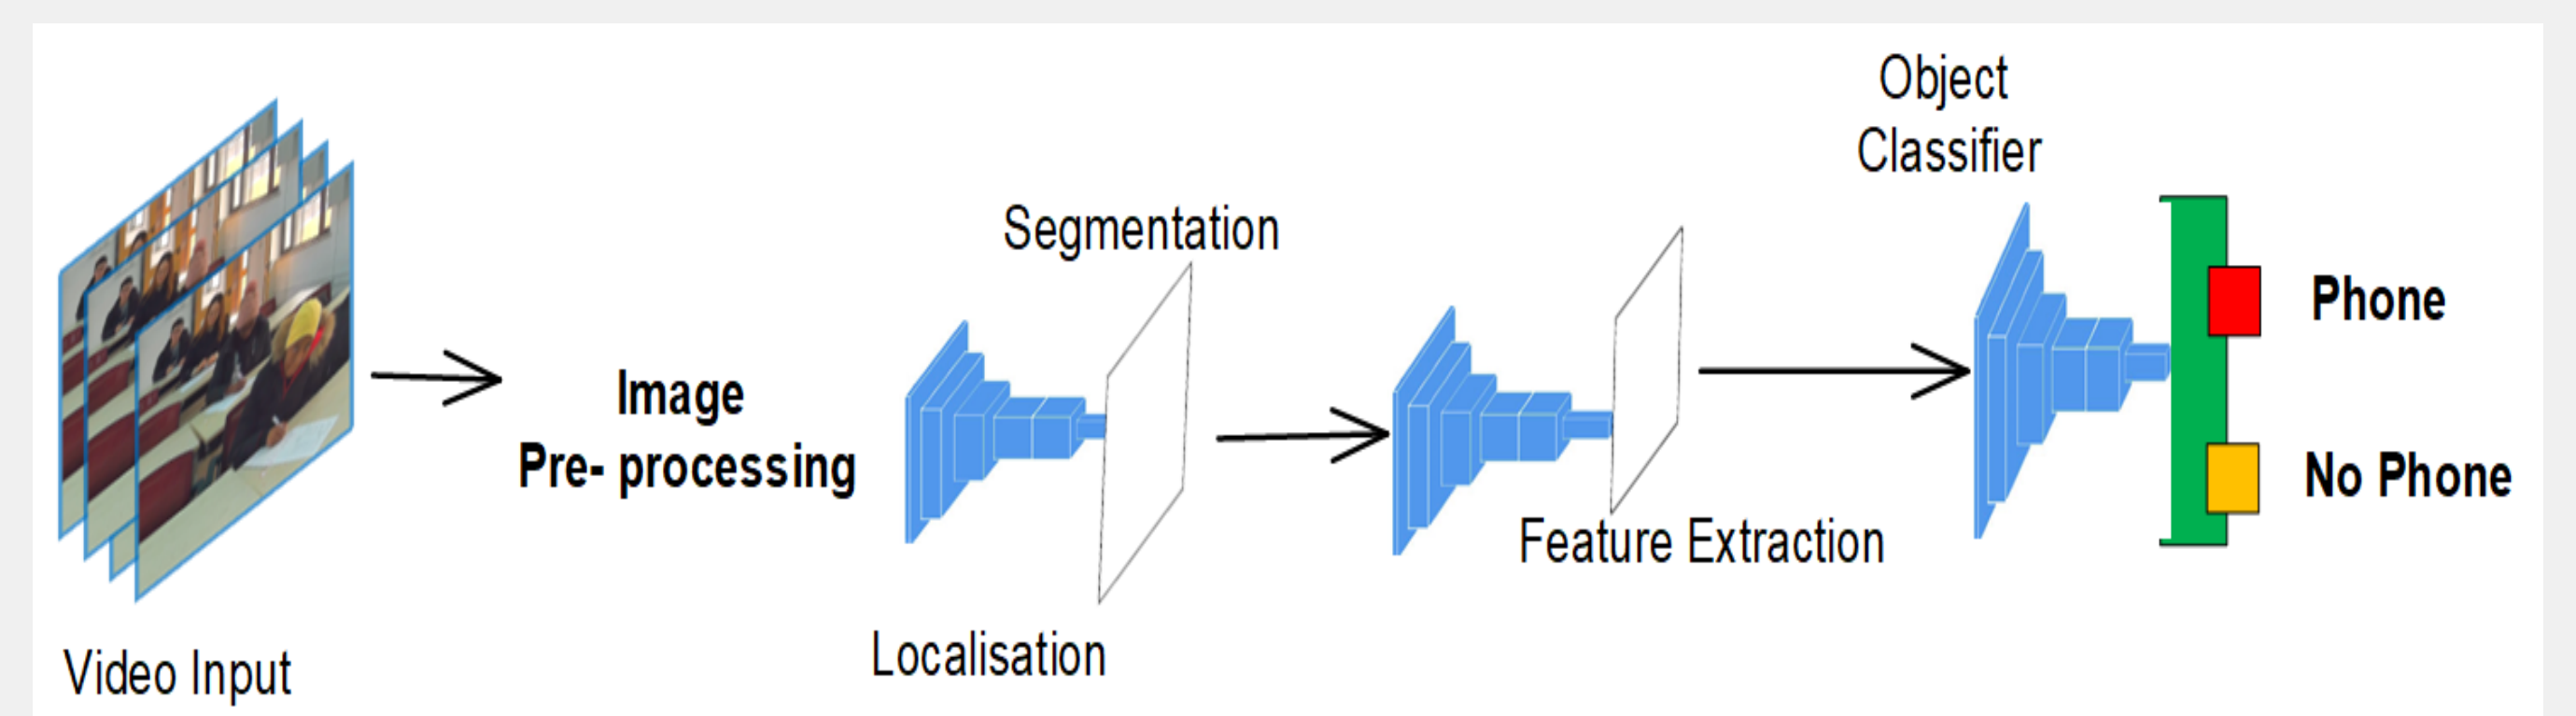 Video Input
Image
Pre- processing
Localisation
Segmentation
Feature Extraction
Object
Classifier
Phone
No Phone